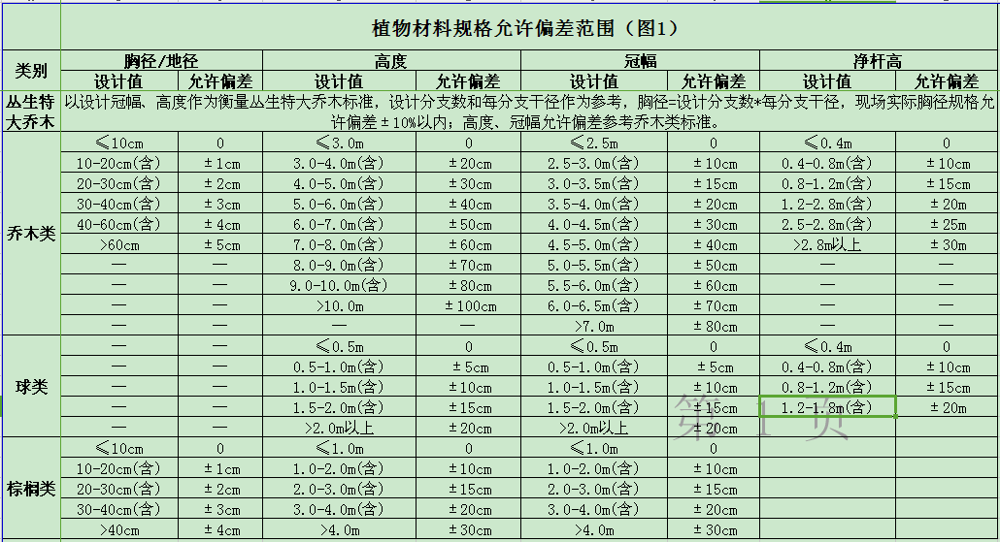 植物材料规格允许偏差范围（图1）
类别 胸径/地径 高度 冠幅 净杆高
设计值 允许偏差 设计值 允许偏差 设计值 允许偏差 设计值 允许偏差
丛生特大乔木 以设计冠幅、高度作为衡量丛生特大乔木标准，设计分支数和每分支干径作为参考，胸径=设计分支数*每分支干径，现场实际胸径规格允
许偏差±10%以内；高度、冠幅允许偏差参考乔木类标准。
乔木类
≤10cm 0 ≤3.0m 0 ≤2.5m 0 ≤0.4m 0
10-20cm(含) ±1cm 3.0-4.0m(含) ±20cm 2.5-3.0m(含) ±10cm 0.4-0.8m(含) ±10cm
20-30cm(含) ±2cm 4.0-5.0m(含) ±30cm 3.0-3.5m(含) ±15cm 0.8-1.2m(含) ±15cm
30-40cm(含) ±3cm 5.0-6.0m(含) ±40cm 3.5-4.0m(含) ±20cm 1.2-2.8m(含) ±20m
40-60cm(含) ±4cm 6.0-7.0m(含) ±50cm 4.0-4.5m(含) ±30cm 2.5-2.8m(含) ±25m
>60cm ±5cm 7.0-8.0m(含) ±60cm 4.5-5.0m(含) ±40cm >2.8m以上 ±30m
— — 8.0-9.0m(含) ±70cm 5.0-5.5m(含) ±50cm — —
— — 9.0-10.0m(含) ±80cm 5.5-6.0m(含) ±60cm — —
— — >10.0m ±100cm 6.0-6.5m(含) ±70cm — —
— — — — >7.0m ±80cm — —
球类
— — ≤0.5m 0 ≤0.5m 0 ≤0.4m 0
— — 0.5-1.0m(含) ±5cm 0.5-1.0m(含) ±5cm 0.4-0.8m(含) ±10cm
— — 1.0-1.5m(含) ±10cm 1.0-1.5m(含) ±10cm 0.8-1.2m(含) ±15cm
— — 1.5-2.0m(含) ±15cm 1.5-2.0m(含) ±15cm 1.2-1.8m(含) ±20m
— — >2.0m以上 ±20cm >2.0m以上 ±20cm
第 1 页
棕榈类
≤10cm 0 ≤1.0m 0 ≤1.0m 0
10-20cm(含) ±1cm 1.0-2.0m(含) ±10cm 1.0-2.0m(含) ±10cm
20-30cm(含) ±2cm 2.0-3.0m(含) ±15cm 2.0-3.0m(含) ±15cm
30-40cm(含) ±3cm 3.0-4.0m(含) ±20cm 3.0-4.0m(含) ±20cm
>40cm ±4cm >4.0m ±30cm >4.0m ±30cm